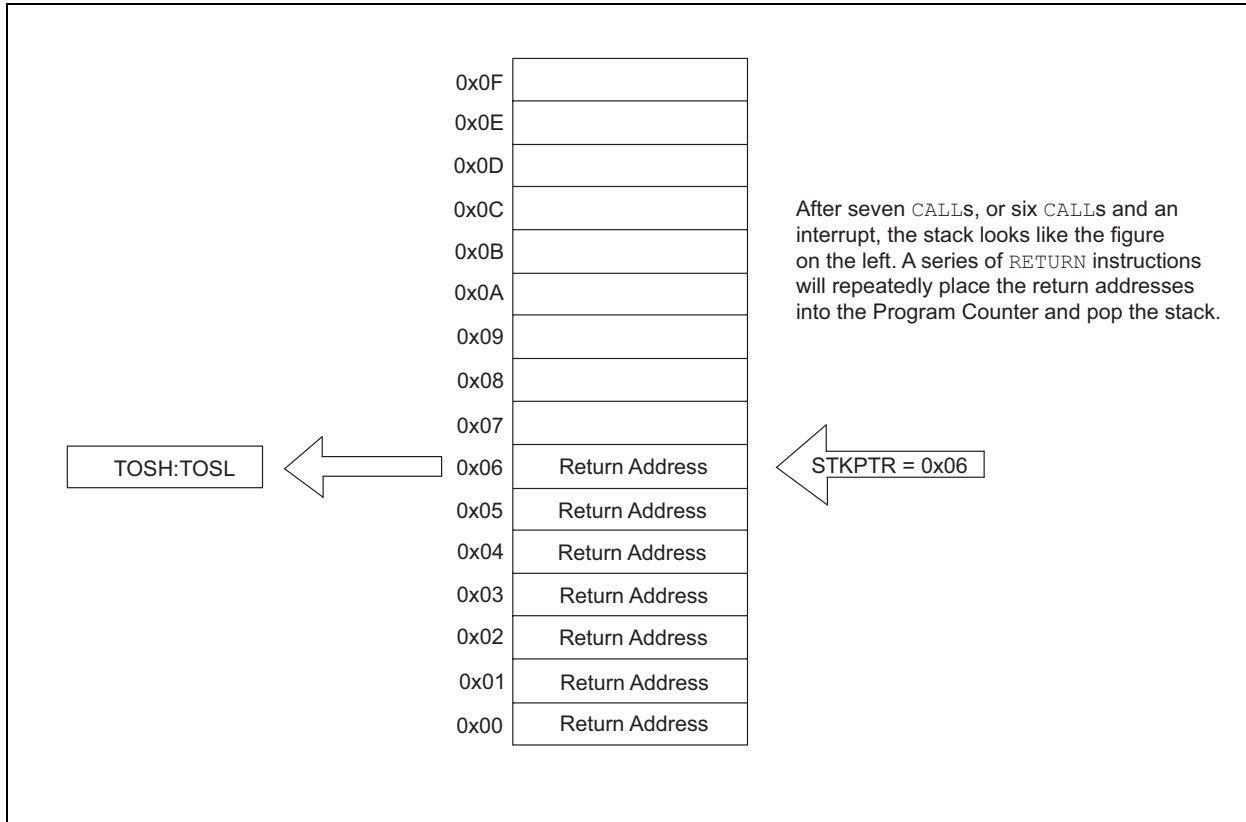 0x0F
0x0E
0x0D
0x0C
0x0B
0x0A
0x09
0x08
0x07
After seven CALLs, or six CALLs and an
interrupt, the stack looks like the figure
on the left. A series of RETURN instructions
will repeatedly place the return addresses
into the Program Counter and pop the stack.
TOSH:TOSL
0x06 Return Address
STKPTR = 0x06
0x05 Return Address
0x04 Return Address
0x03 Return Address
0x02 Return Address
0x01 Return Address
0x00 Return Address